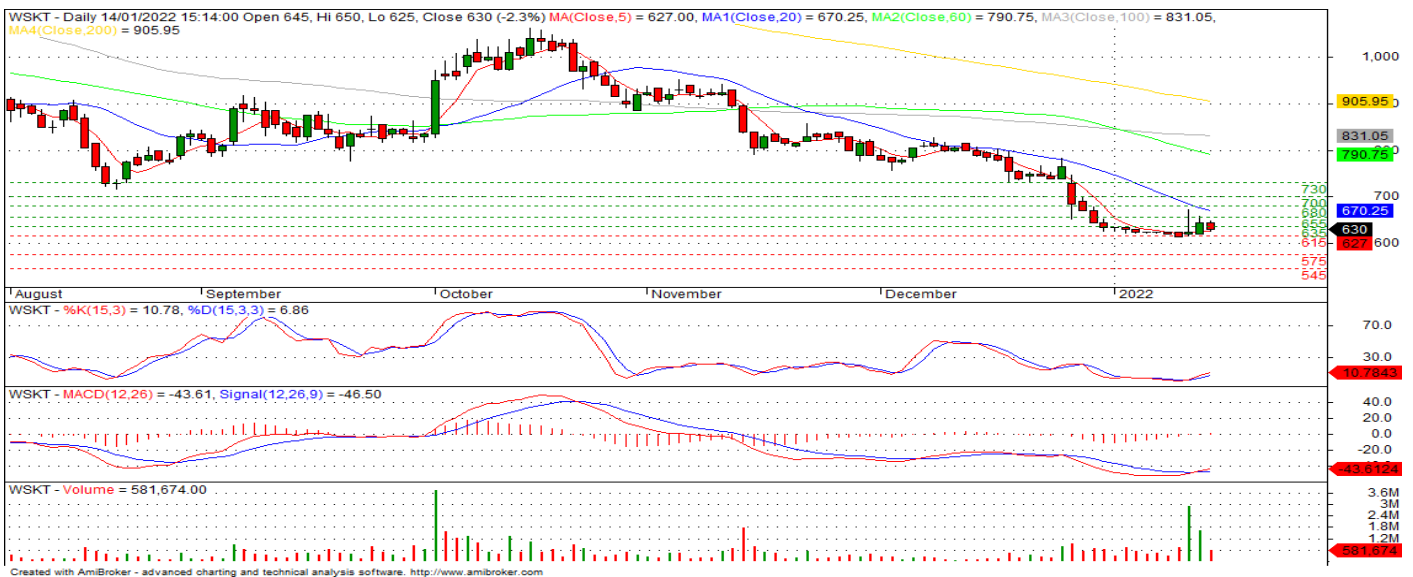 WSKT - Daily 14/01/2022 15:14:00 Open 645, Hi 650, Lo 625, Close 630 (-2.3%) MA(Close,5) = 627.00, MA1(Close,20) = 670.25, MA2(Close,60) = 790.75, MA3(Close,100) = 831.05,
MA4(Close,200) = 905.95
1,000
905.95
831.05
790.75
730
700
700
680
670.25
655
635
630
627
615
600
575
545
August September October November December 2022
WSKT - %K(15,3) = 10.78, %D(15,3,3) = 6.86
70.0
30.0
10.7843
WSKT - MACD(12,26) = -43.61, Signal(12,26,9) = -46.50
40.0
20.0
0.0
-20.0
-43.6124
WSKT - Volume = 581,674.00
3.6M
3M
2.4M
1.8M
1.2M
581,674
Created with AmiBroker - advanced charting and technical analysis software. http://www.amibroker.com